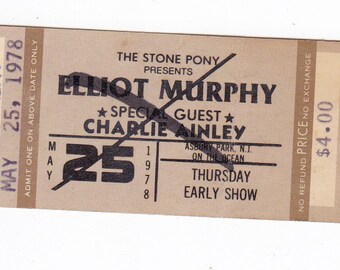 MAY 25, 1978
ADMIT ONE ON ABOVE DATE ONLY
THE STONE PONY
PRESENTS
ELLIOT MURPHY
★SPECIAL GUEST★
CHARLIE AINLEY
MAY 25 1978
ASBURY PARK, N.J.
ON THE OCEAN
THURSDAY
EARLY SHOW
NO REFUND PRICE NO EXCHANGE
$4.00